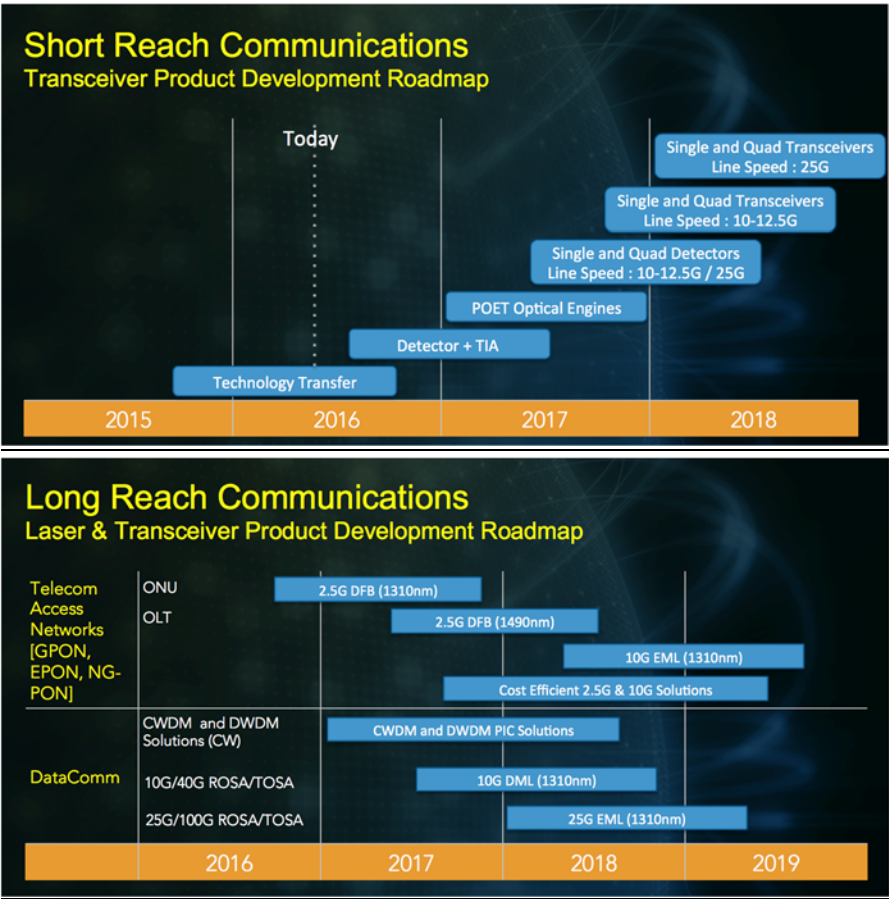 Short Reach Communications
Transceiver Product Development Roadmap
Today
Single and Quad Transceivers
Line Speed : 25G
Single and Quad Transceivers
Line Speed : 10-12.5G
Single and Quad Detectors
Line Speed : 10-12.5G / 25G
POET Optical Engines
Detector + TIA
Technology Transfer
2015 2016 2017 2018
Long Reach Communications
Laser & Transceiver Product Development Roadmap
Telecom
Access
Networks
[GPON,
EPON, NG-
PON]
ONU
2.5G DFB (1310nm)
OLT
2.5G DFB (1490nm)
10G EML (1310nm)
Cost Efficient 2.5G & 10G Solutions
DataComm
CWDM and DWDM
Solutions (CW)
CWDM and DWDM PIC Solutions
10G/40G ROSA/TOSA
10G DML (1310nm)
25G/100G ROSA/TOSA
25G EML (1310nm)
2016 2017 2018 2019